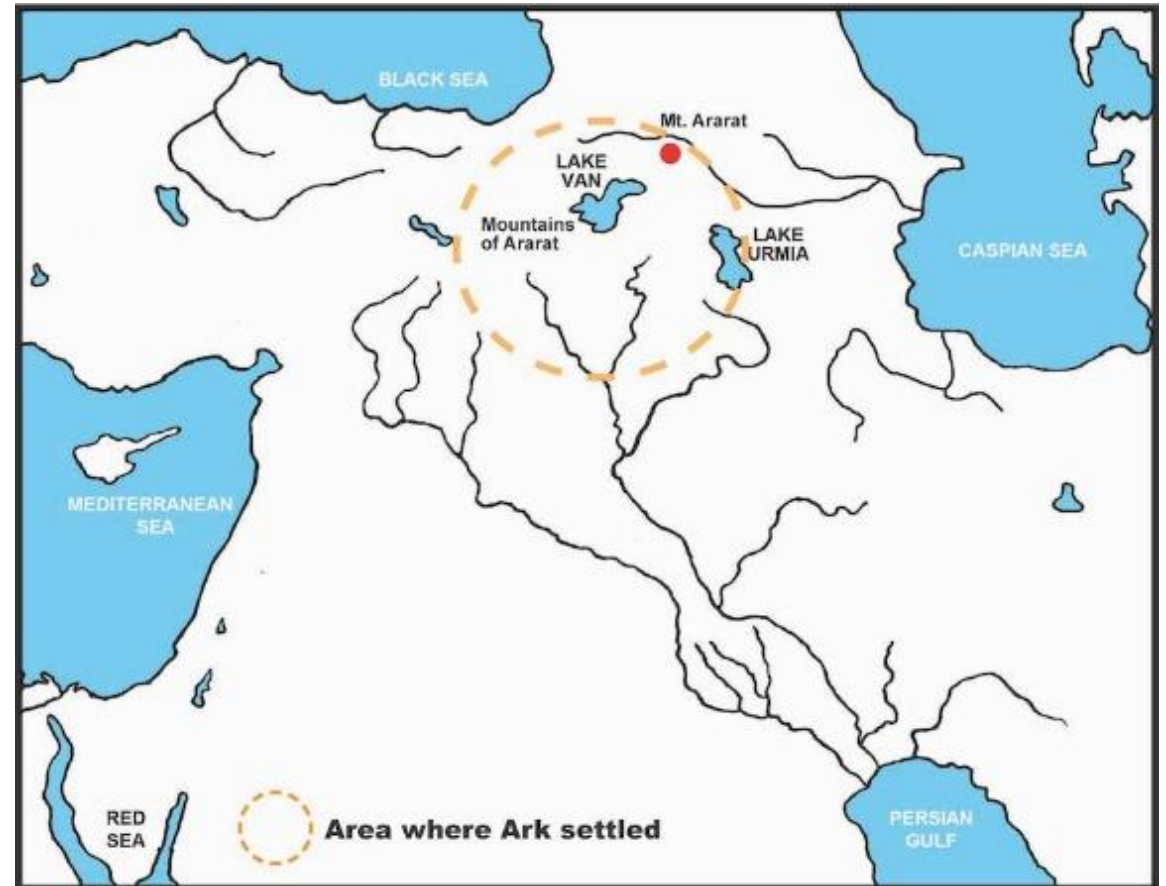 BLACK SEA
Mt. Ararat
LAKE
VAN
Mountains
of Ararat
LAKE
URMIA
CASPIAN SEA
MEDITERRANEAN
SEA
RED
SEA
Area where Ark settled
PERSIAN
GULF